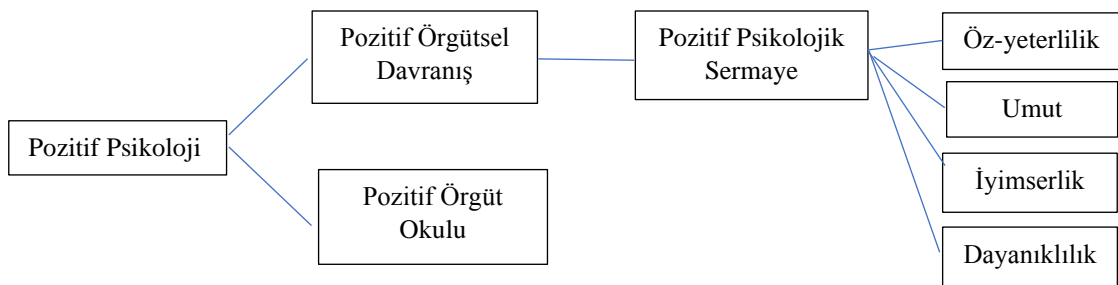 Pozitif Psikoloji
Pozitif Örgütsel
Davranış
Pozitif Örgüt
Okulu
Pozitif Psikolojik
Sermaye
Öz-yeterlilik
Umut
İyimserlik
Dayanıklılık